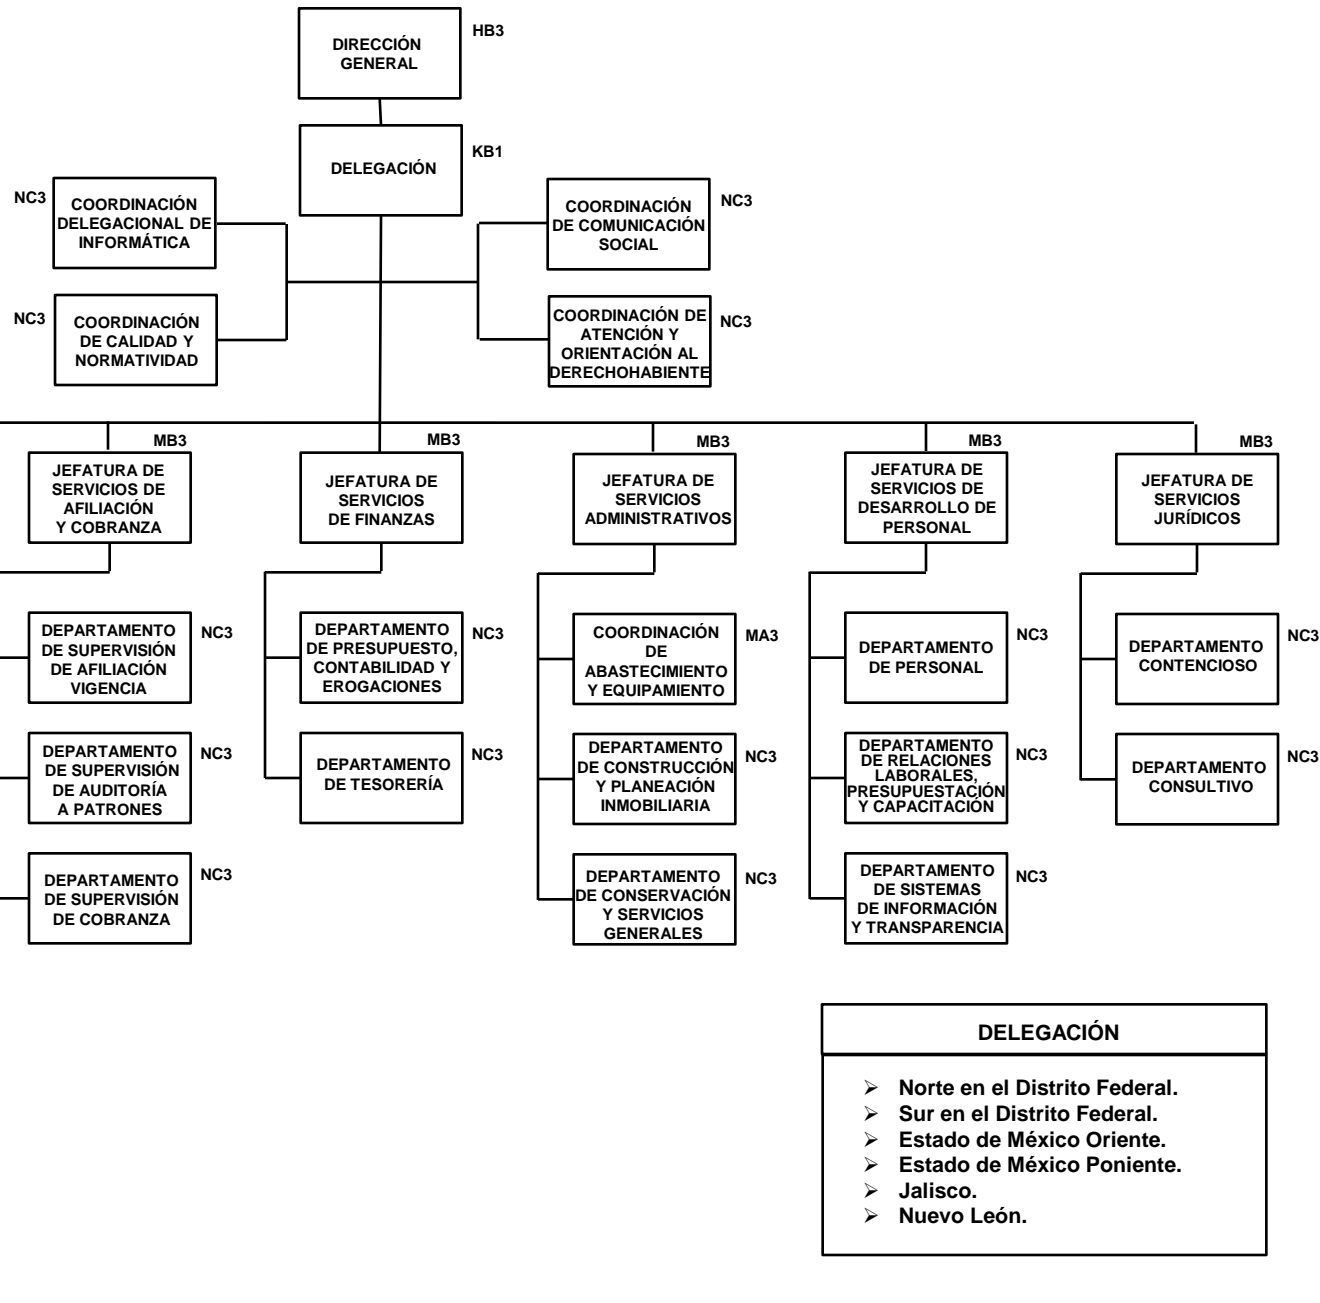 HB3
DIRECCIÓN
GENERAL
KB1
DELEGACIÓN
NC3
COORDINACIÓN
DELEGACIONAL DE
INFORMÁTICA
NC3
COORDINACIÓN
DE COMUNICACIÓN
SOCIAL
NC3
COORDINACIÓN
DE CALIDAD Y
NORMATIVIDAD
NC3
COORDINACIÓN DE
ATENCIÓN Y
ORIENTACIÓN AL
DERECHOHABIENTE
MB3
JEFATURA DE
SERVICIOS DE
AFILIACIÓN
Y COBRANZA
MB3
JEFATURA DE
SERVICIOS
DE FINANZAS
MB3
JEFATURA DE
SERVICIOS
ADMINISTRATIVOS
MB3
JEFATURA DE
SERVICIOS DE
DESARROLLO DE
PERSONAL
MB3
JEFATURA DE
SERVICIOS
JURÍDICOS
NC3
DEPARTAMENTO
DE SUPERVISIÓN
DE AFILIACIÓN
VIGENCIA
NC3
DEPARTAMENTO
DE PRESUPUESTO,
CONTABILIDAD Y
EROGACIONES
MA3
COORDINACIÓN
DE
ABASTECIMIENTO
Y EQUIPAMIENTO
NC3
DEPARTAMENTO
DE PERSONAL
NC3
DEPARTAMENTO
CONTENCIOSO
NC3
DEPARTAMENTO
DE SUPERVISIÓN
DE AUDITORÍA
A PATRONES
NC3
DEPARTAMENTO
DE TESORERÍA
NC3
DEPARTAMENTO
DE CONSTRUCCIÓN
Y PLANEACIÓN
INMOBILIARIA
NC3
DEPARTAMENTO
DE RELACIONES
LABORALES,
PRESUPUESTACIÓN
Y CAPACITACIÓN
NC3
DEPARTAMENTO
CONSULTIVO
NC3
DEPARTAMENTO
DE SUPERVISIÓN
DE COBRANZA
NC3
DEPARTAMENTO
DE CONSERVACIÓN
Y SERVICIOS
GENERALES
NC3
DEPARTAMENTO
DE SISTEMAS
DE INFORMACIÓN
Y TRANSPARENCIA
DELEGACIÓN
➢ Norte en el Distrito Federal.
➢ Sur en el Distrito Federal.
➢ Estado de México Oriente.
➢ Estado de México Poniente.
➢ Jalisco.
➢ Nuevo León.